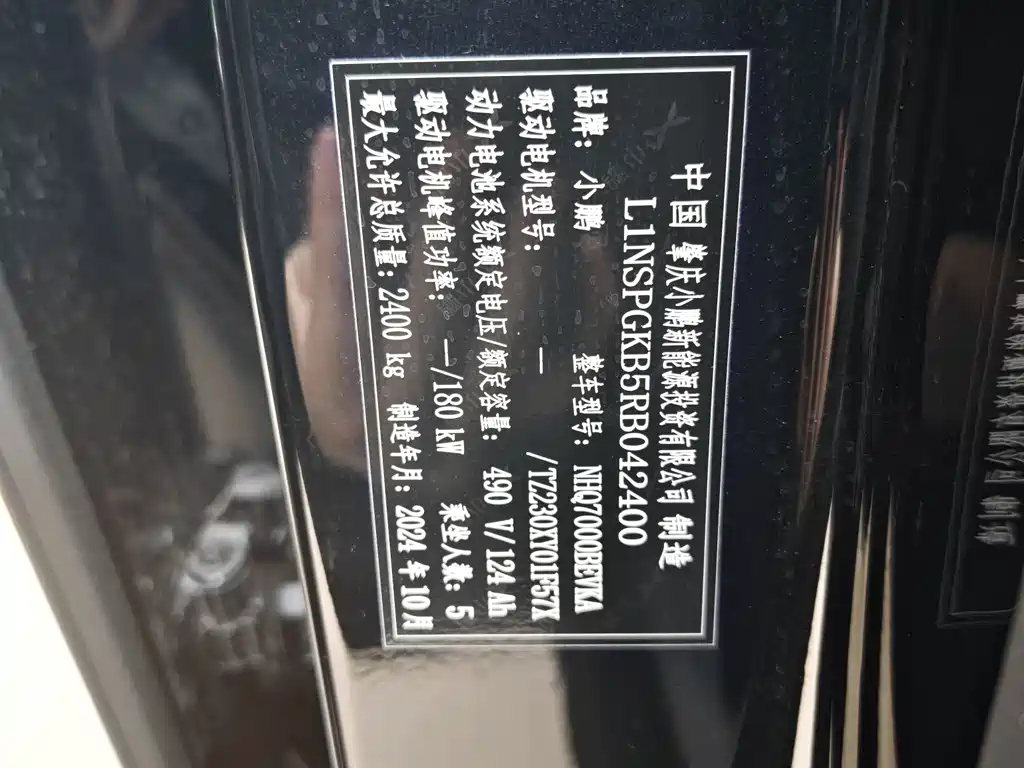 中国 肇庆小鹏新能源投资有限公司 制造
L1NSPGKB5RB042400
品牌：小鹏 整车型号：NHQ7000BEVKA
驱动电机型号： —/TZ230XY01F57X
动力电池系统额定电压/额定容量： 490 V/124 Ah
驱动电机峰值功率： —/180 kW 乘坐人数：5
最大允许总质量：2400 kg 制造年月：2024 年 10 月